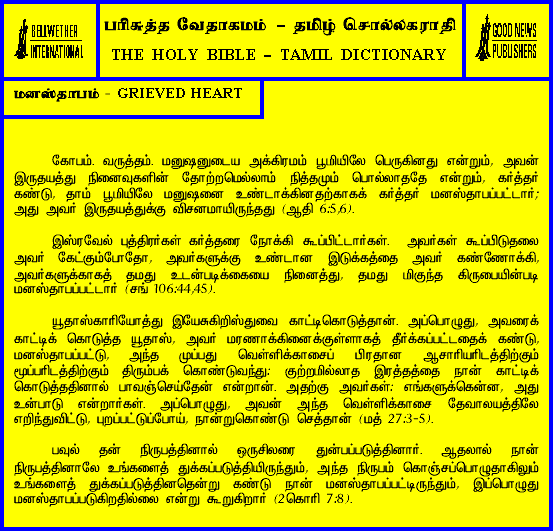 BELLWETHER
INTERNATIONAL
பரிசுத்த வேதாகமம் – தமிழ் சொல்லகராதி
THE HOLY BIBLE – TAMIL DICTIONARY
GOOD NEWS
PUBLISHERS
மனஸ்தாபம் - GRIEVED HEART
கோபம். வருத்தம். மனுஷனுடைய அக்கிரமம் பூமியிலே பெருகினது என்றும், அவன்
இருதயத்து நினைவுகளின் தோற்றமெல்லாம் நித்தமும் பொல்லாததே என்றும், கர்த்தர்
கண்டு, தாம் பூமியிலே மனுஷனை உண்டாக்கினதற்காகக் கர்த்தர் மனஸ்தாபப்பட்டார்;
அது அவர் இருதயத்துக்கு விசனமாயிருந்தது (ஆதி 6:5,6).
இஸ்ரவேல் புத்திரர்கள் கர்த்தரை நோக்கி கூப்பிட்டார்கள். அவர்கள் கூப்பிடுதலை
அவர் கேட்கும்போதோ, அவர்களுக்கு உண்டான இடுக்கத்தை அவர் கண்ணோக்கி,
அவர்களுக்காகத் தமது உடன்படிக்கையை நினைத்து, தமது மிகுந்த கிருபையின்படி
மனஸ்தாபப்பட்டார் (சங் 106:44,45).
யூதாஸ்காரியோத்து இயேசுகிறிஸ்துவை காட்டிகொடுத்தான். அப்பொழுது, அவரைக்
காட்டிக் கொடுத்த யூதாஸ், அவர் மரணாக்கினைக்குள்ளாகத் தீர்க்கப்பட்டதைக் கண்டு,
மனஸ்தாபப்பட்டு, அந்த முப்பது வெள்ளிக்காசைப் பிரதான ஆசாரியரிடத்திற்கும்
மூப்பரிடத்திற்கும் திரும்பக் கொண்டுவந்து: குற்றமில்லாத இரத்தத்தை நான் காட்டிக்
கொடுத்ததினால் பாவஞ்செய்தேன் என்றான். அதற்கு அவர்கள்: எங்களுக்கென்ன, அது
உன்பாடு என்றார்கள். அப்பொழுது, அவன் அந்த வெள்ளிக்காசை தேவாலயத்திலே
எறிந்துவிட்டு, புறப்பட்டுப்போய், நான்றுகொண்டு செத்தான் (மத் 27:3-5).
பவுல் தன் நிருபத்தினால் ஒருசிலரை துன்பப்படுத்தினார். ஆதலால் நான்
நிருபத்தினாலே உங்களைத் துக்கப்படுத்தியிருந்தும், அந்த நிருபம் கொஞ்சப்பொழுதாகிலும்
உங்களைத் துக்கப்படுத்தினதென்று கண்டு நான் மனஸ்தாபப்பட்டிருந்தும், இப்பொழுது
மனஸ்தாபப்படுகிறதில்லை என்று கூறுகிறார் (2கொரி 7:8).